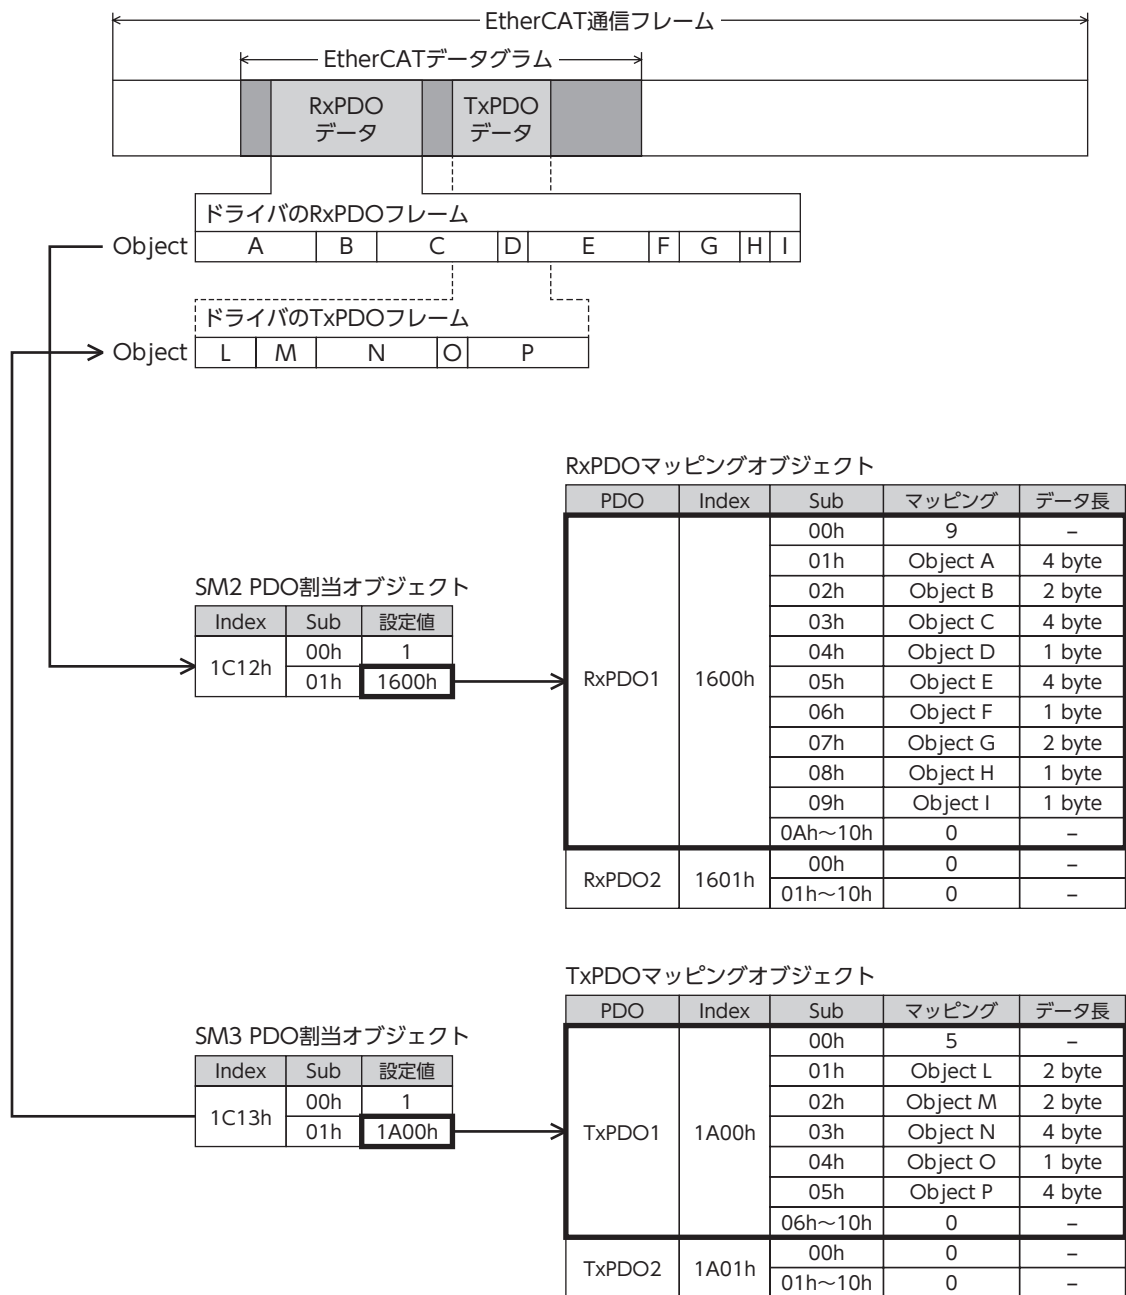 EtherCAT通信フレーム
EtherCATデータグラム
RxPDO TxPDO
データ データ
ドライバのRxPDOフレーム
Object A B C D E F G H I
ドライバのTxPDOフレーム
Object L M N O P
RxPDOマッピングオブジェクト
PDO Index Sub マッピング データ長
RxPDO1 1600h 00h 9 –
01h Object A 4 byte
02h Object B 2 byte
03h Object C 4 byte
04h Object D 1 byte
05h Object E 4 byte
06h Object F 1 byte
07h Object G 2 byte
08h Object H 1 byte
09h Object I 1 byte
0Ah～10h 0 –
RxPDO2 1601h 00h 0 –
01h～10h 0 –
SM2 PDO割当オブジェクト
Index Sub 設定値
1C12h 00h 1
01h 1600h
TxPDOマッピングオブジェクト
PDO Index Sub マッピング データ長
TxPDO1 1A00h 00h 5 –
01h Object L 2 byte
02h Object M 2 byte
03h Object N 4 byte
04h Object O 1 byte
05h Object P 4 byte
06h～10h 0 –
TxPDO2 1A01h 00h 0 –
01h～10h 0 –
SM3 PDO割当オブジェクト
Index Sub 設定値
1C13h 00h 1
01h 1A00h